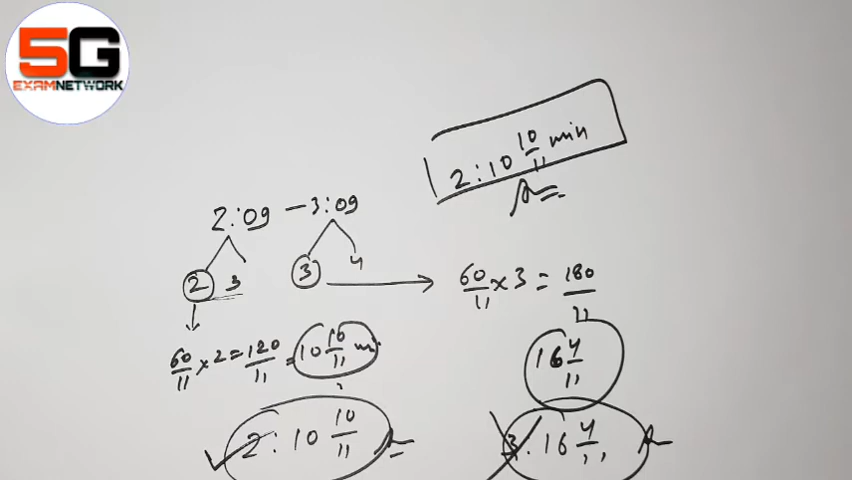 5G
EXAMNETWORK
2:10 10/11 min
2:09 - 3:09
2 3 3 4
60/11 × 3 = 180/11
60/11 × 2 = 120/11 = 10 10/11 min
16 4/11
2:10 10/11
3:16 4/11